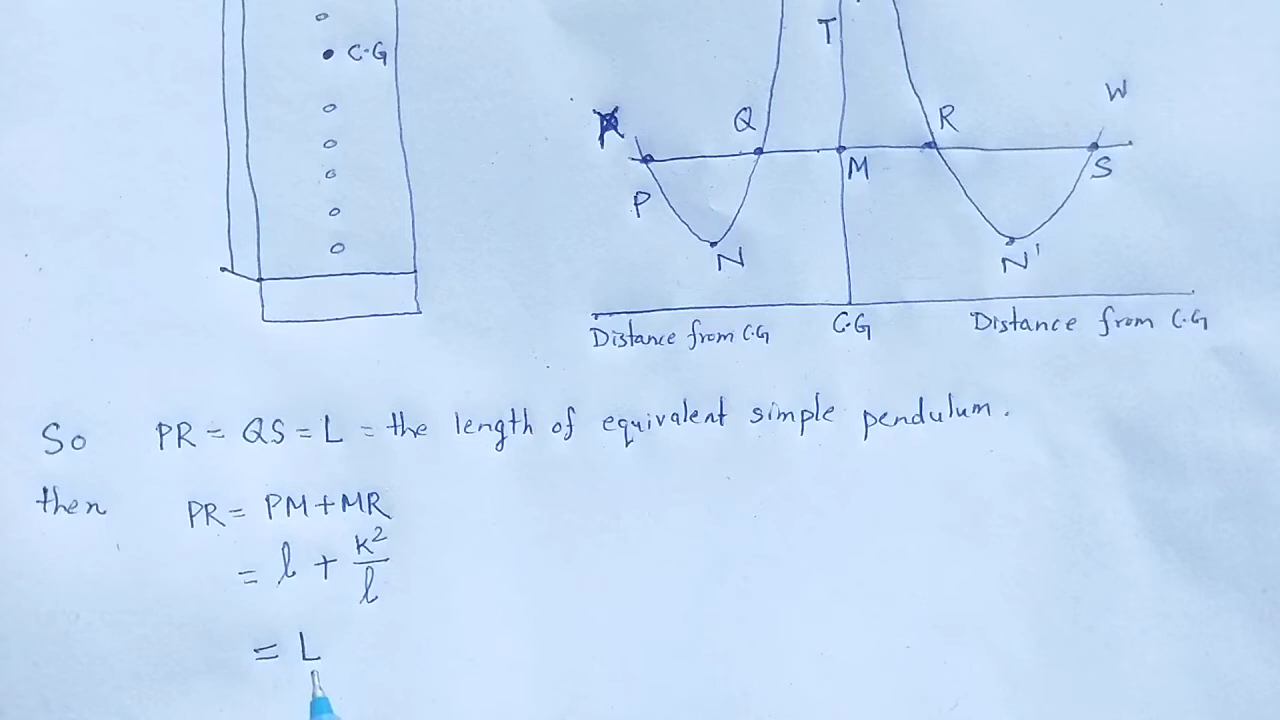 C.G
T
W
Q
R
M
S
P
N
N'
Distance from C.G
C.G
Distance from C.G
So PR = QS = L = the length of equivalent simple pendulum.
then PR = PM + MR
= l + k²/l
= L